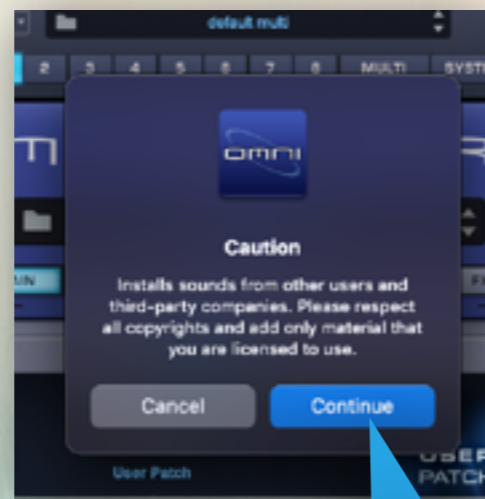 default multi
2 3 4 5 6 7 8 MULTI SYST
OMNI
Caution
Installs sounds from other users and
third-party companies. Please respect
all copyrights and add only material that
you are licensed to use.
Cancel Continue
User Patch
USER
PATCH